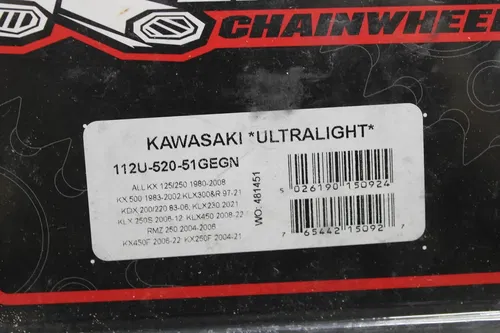 CHAINWHEEL
KAWASAKI *ULTRALIGHT*
112U-520-51GEGN
ALL KX 125/250 1980-2008
KX 500 1983-2002 KLX300&R 97-21
KDX 200/220 83-06, KLX230 2021
KLX 250S 2006-12, KLX450 2008-22
RMZ 250 2004-2006
KX450F 2006-22 KX250F 2004-21
WO: 481451
5 026190 150924
7 65442 15092 7